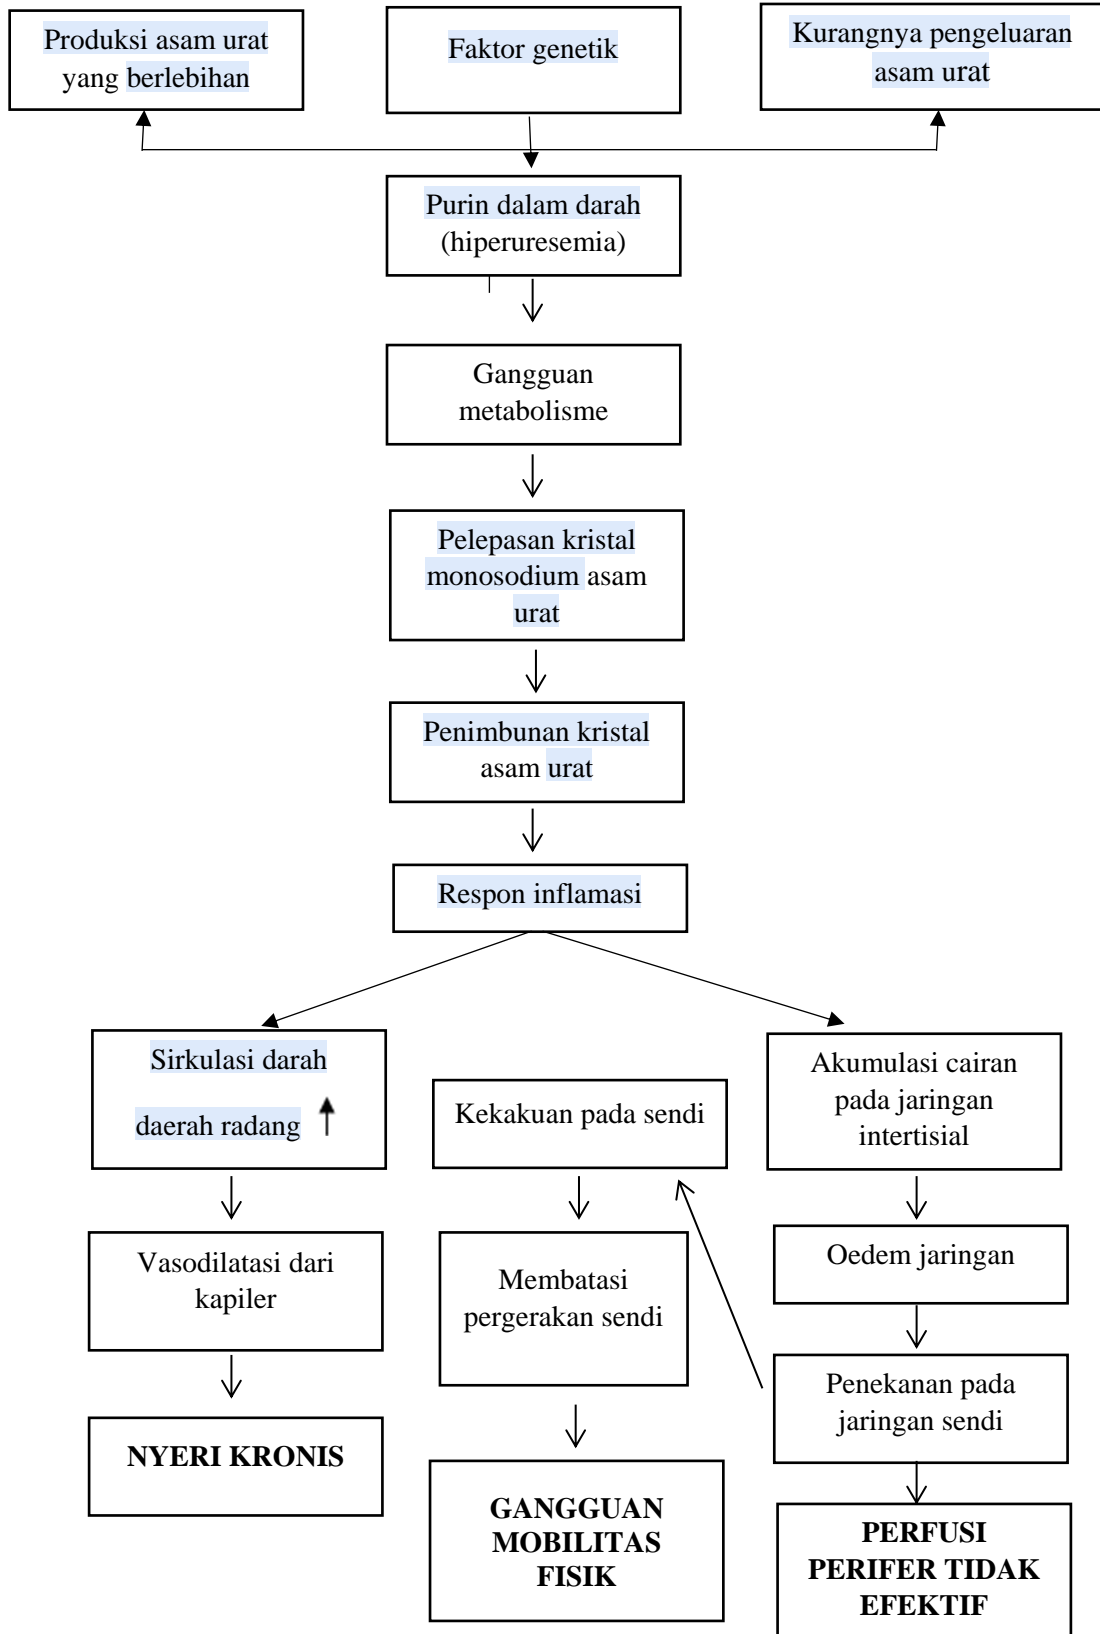 Produksi asam urat
yang berlebihan
Faktor genetik
Kurangnya pengeluaran
asam urat
Purin dalam darah
(hiperuresemia)
Gangguan
metabolisme
Pelepasan kristal
monosodium asam
urat
Penimbunan kristal
asam urat
Respon inflamasi
Sirkulasi darah
daerah radang
Kekakuan pada sendi
Akumulasi cairan
pada jaringan
intertisial
Vasodilatasi dari
kapiler
Membatasi
pergerakan sendi
Oedem jaringan
Penekanan pada
jaringan sendi
NYERI KRONIS
GANGGUAN
MOBILITAS
FISIK
PERFUSI
PERIFER TIDAK
EFEKTIF